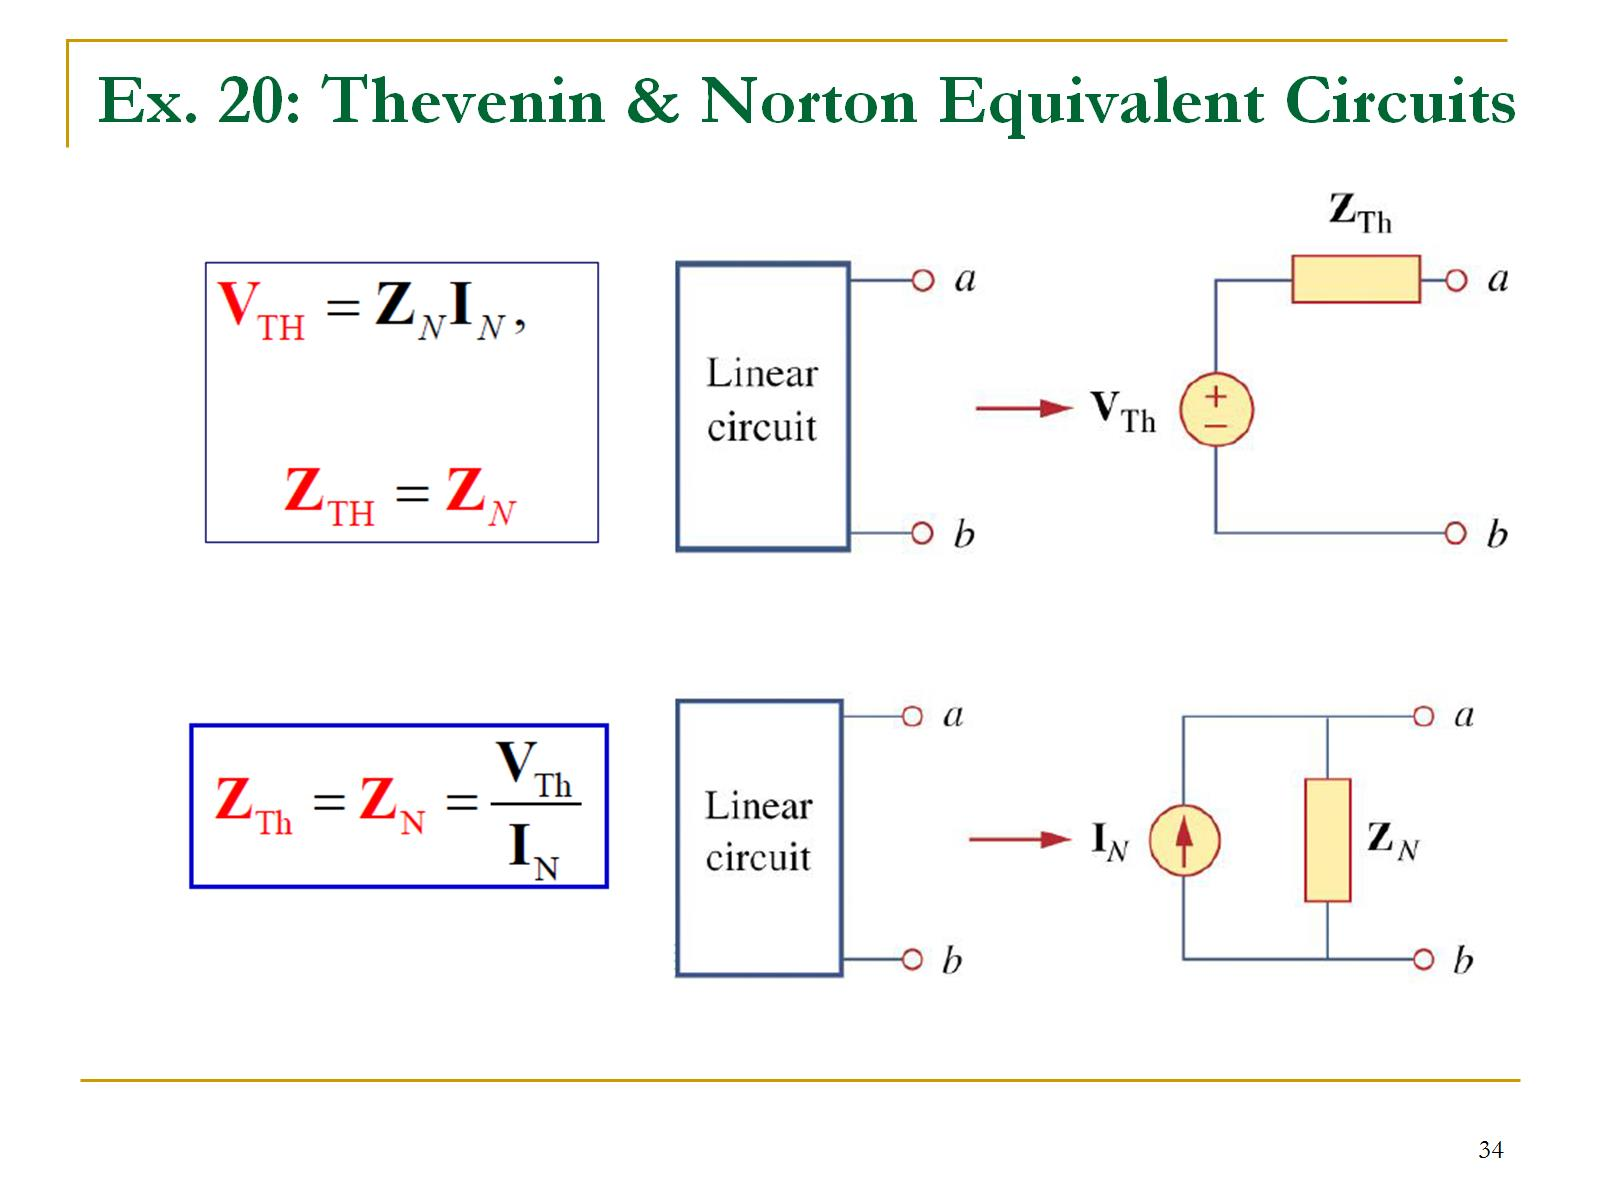 Ex. 20: Thevenin & Norton Equivalent Circuits
V_TH = Z_N I_N,
Z_TH = Z_N
Linear
circuit
a
b
V_Th
+
−
Z_Th
a
b
Z_Th = Z_N = V_Th / I_N
Linear
circuit
a
b
I_N
Z_N
a
b
34